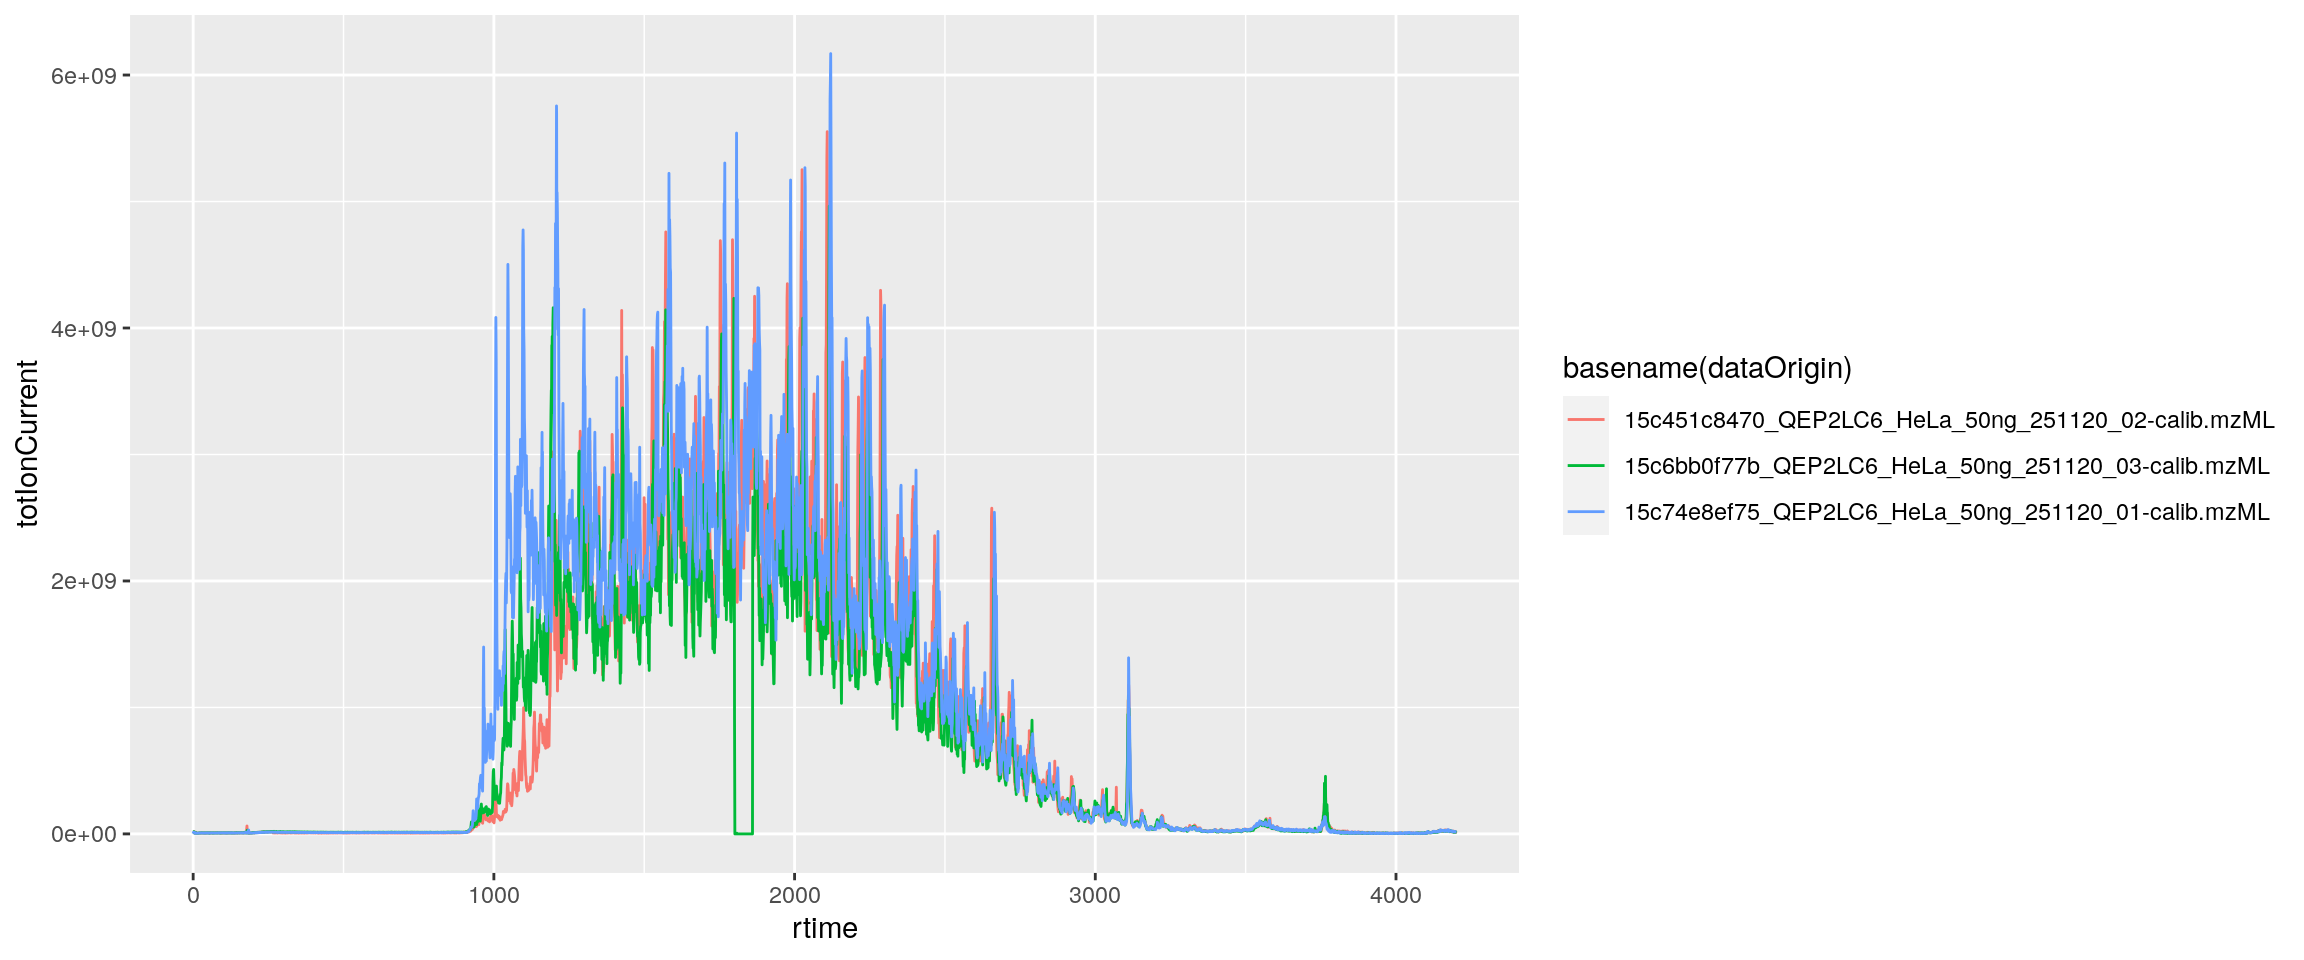 totIonCurrent
6e+09
4e+09
2e+09
0e+00
0
1000
2000
3000
4000
rtime
basename(dataOrigin)
15c451c8470_QEP2LC6_HeLa_50ng_251120_02-calib.mzML
15c6bb0f77b_QEP2LC6_HeLa_50ng_251120_03-calib.mzML
15c74e8ef75_QEP2LC6_HeLa_50ng_251120_01-calib.mzML